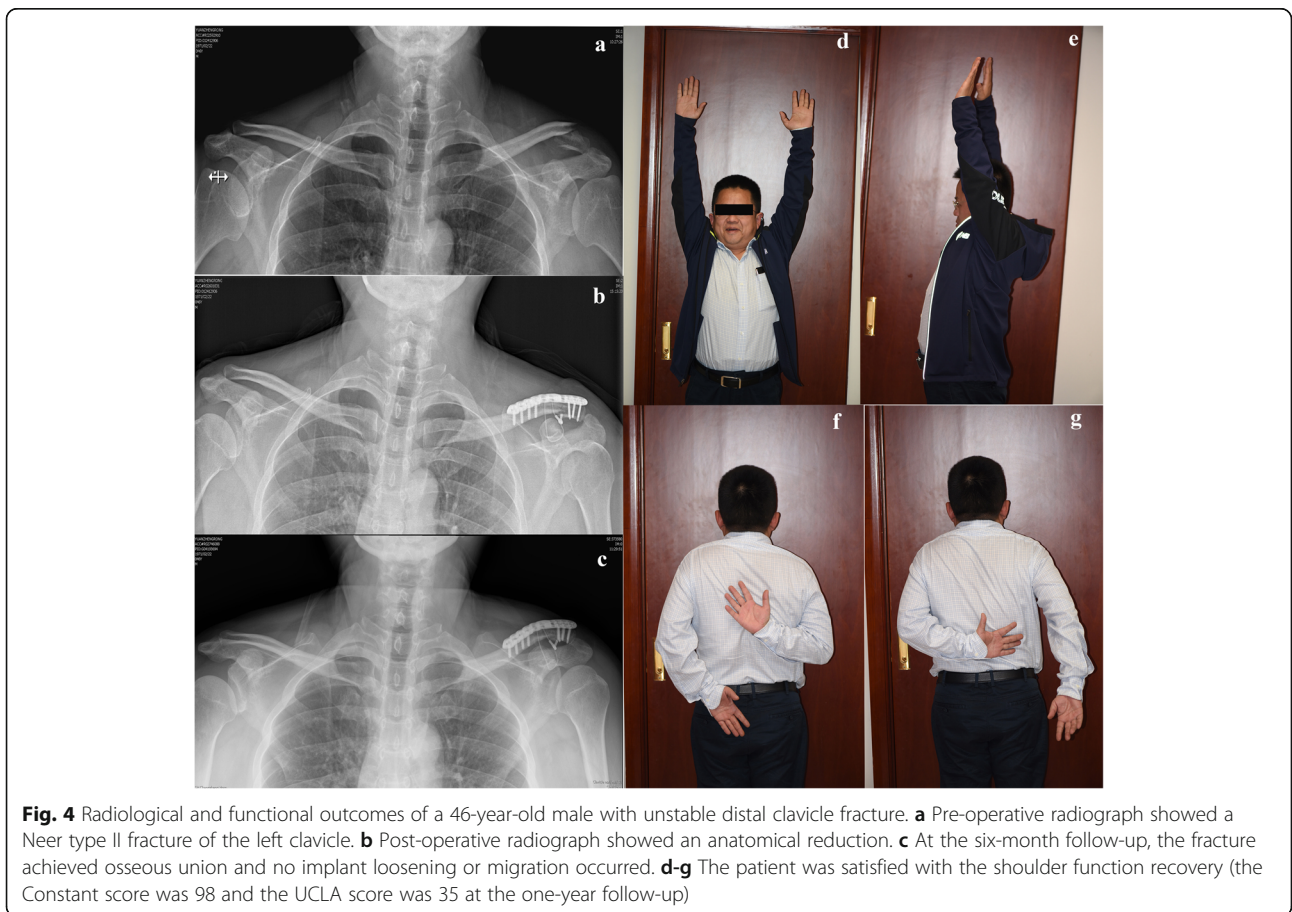 a
d
e
b
c
f
g
Fig. 4 Radiological and functional outcomes of a 46-year-old male with unstable distal clavicle fracture. a Pre-operative radiograph showed a
Neer type II fracture of the left clavicle. b Post-operative radiograph showed an anatomical reduction. c At the six-month follow-up, the fracture
achieved osseous union and no implant loosening or migration occurred. d-g The patient was satisfied with the shoulder function recovery (the
Constant score was 98 and the UCLA score was 35 at the one-year follow-up)